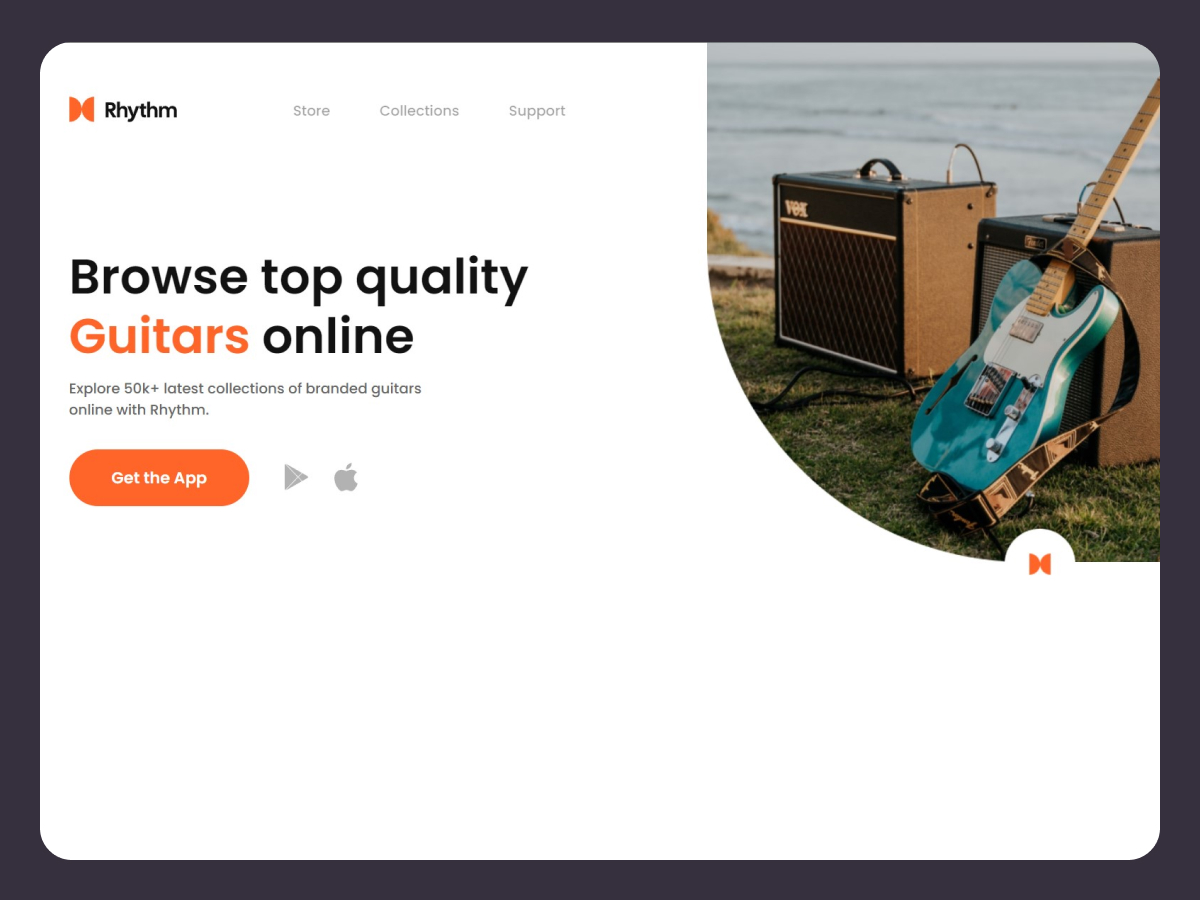 Rhythm
Store
Collections
Support
Browse top quality
Guitars online
Explore 50k+ latest collections of branded guitars
online with Rhythm.
Get the App
VOX